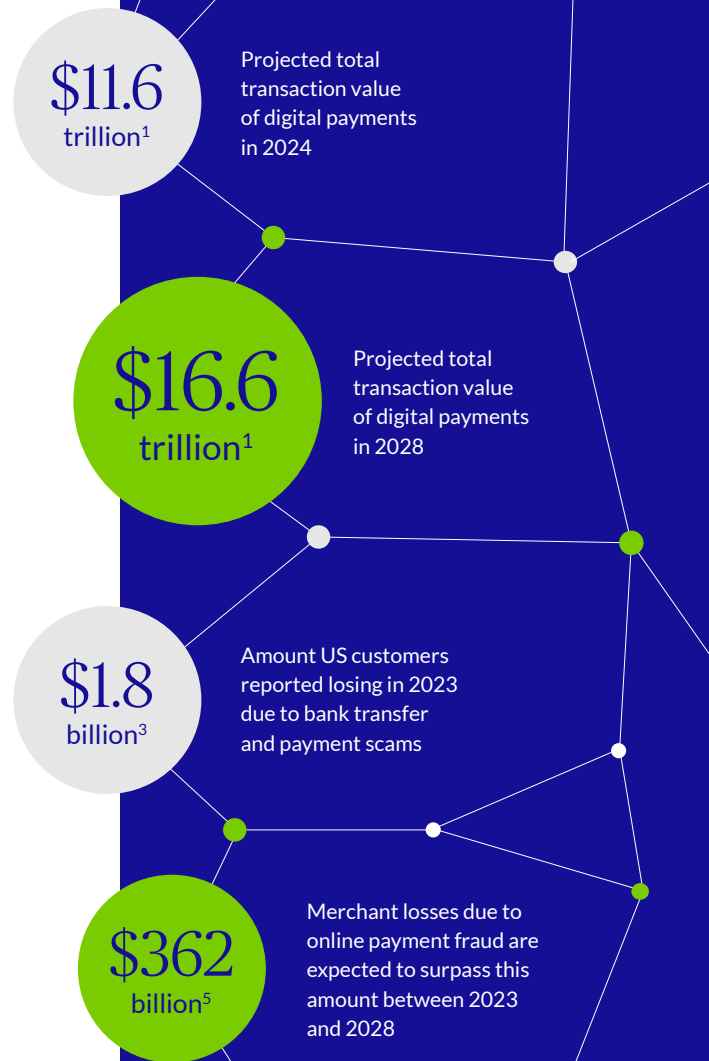 $11.6
trillion¹
Projected total
transaction value
of digital payments
in 2024
$16.6
trillion¹
Projected total
transaction value
of digital payments
in 2028
$1.8
billion³
Amount US customers
reported losing in 2023
due to bank transfer
and payment scams
$362
billion⁵
Merchant losses due to
online payment fraud are
expected to surpass this
amount between 2023
and 2028